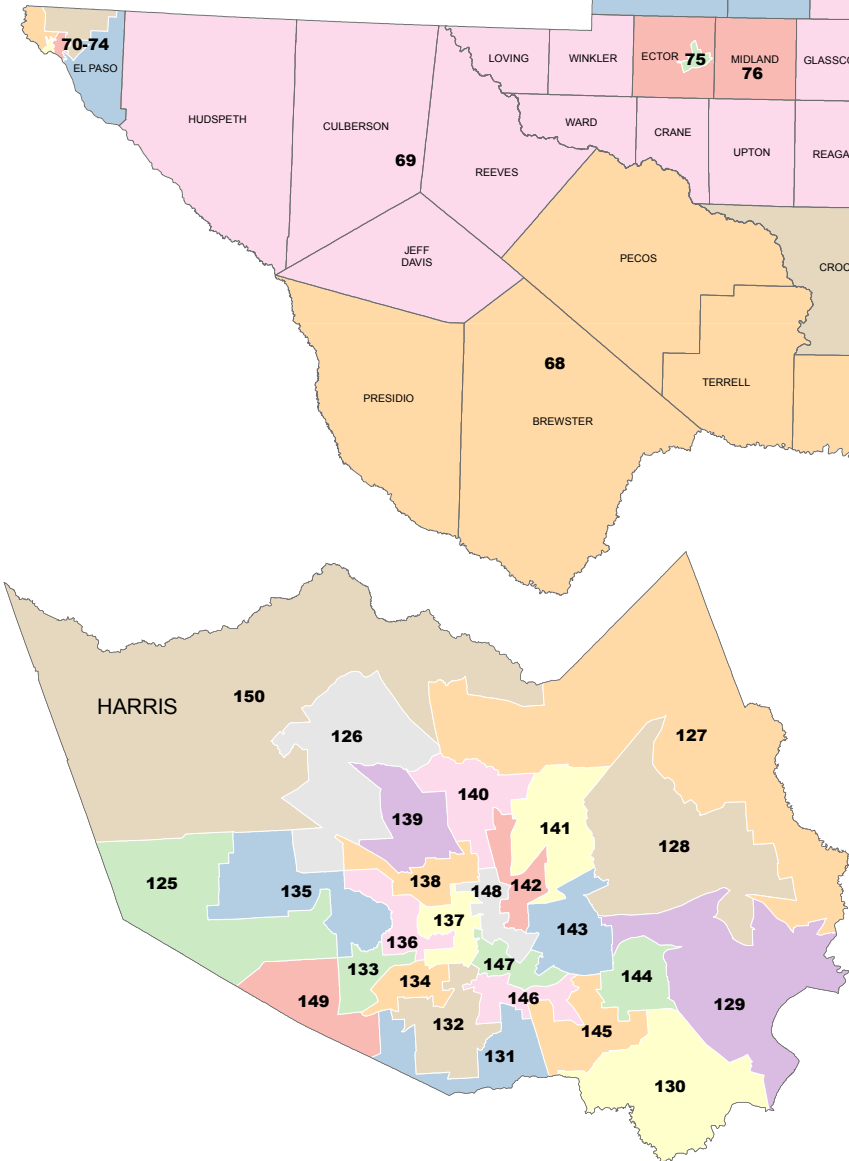 70-74
EL PASO
HUDSPETH
CULBERSON
69
REEVES
JEFF
DAVIS
LOVING
WINKLER
ECTOR
75
MIDLAND
76
GLASSCO
WARD
CRANE
UPTON
REAGA
PECOS
CROC
68
TERRELL
PRESIDIO
BREWSTER
HARRIS
150
126
127
140
139
141
128
125
135
138
148
142
137
143
136
133
147
144
134
149
146
129
132
145
131
130